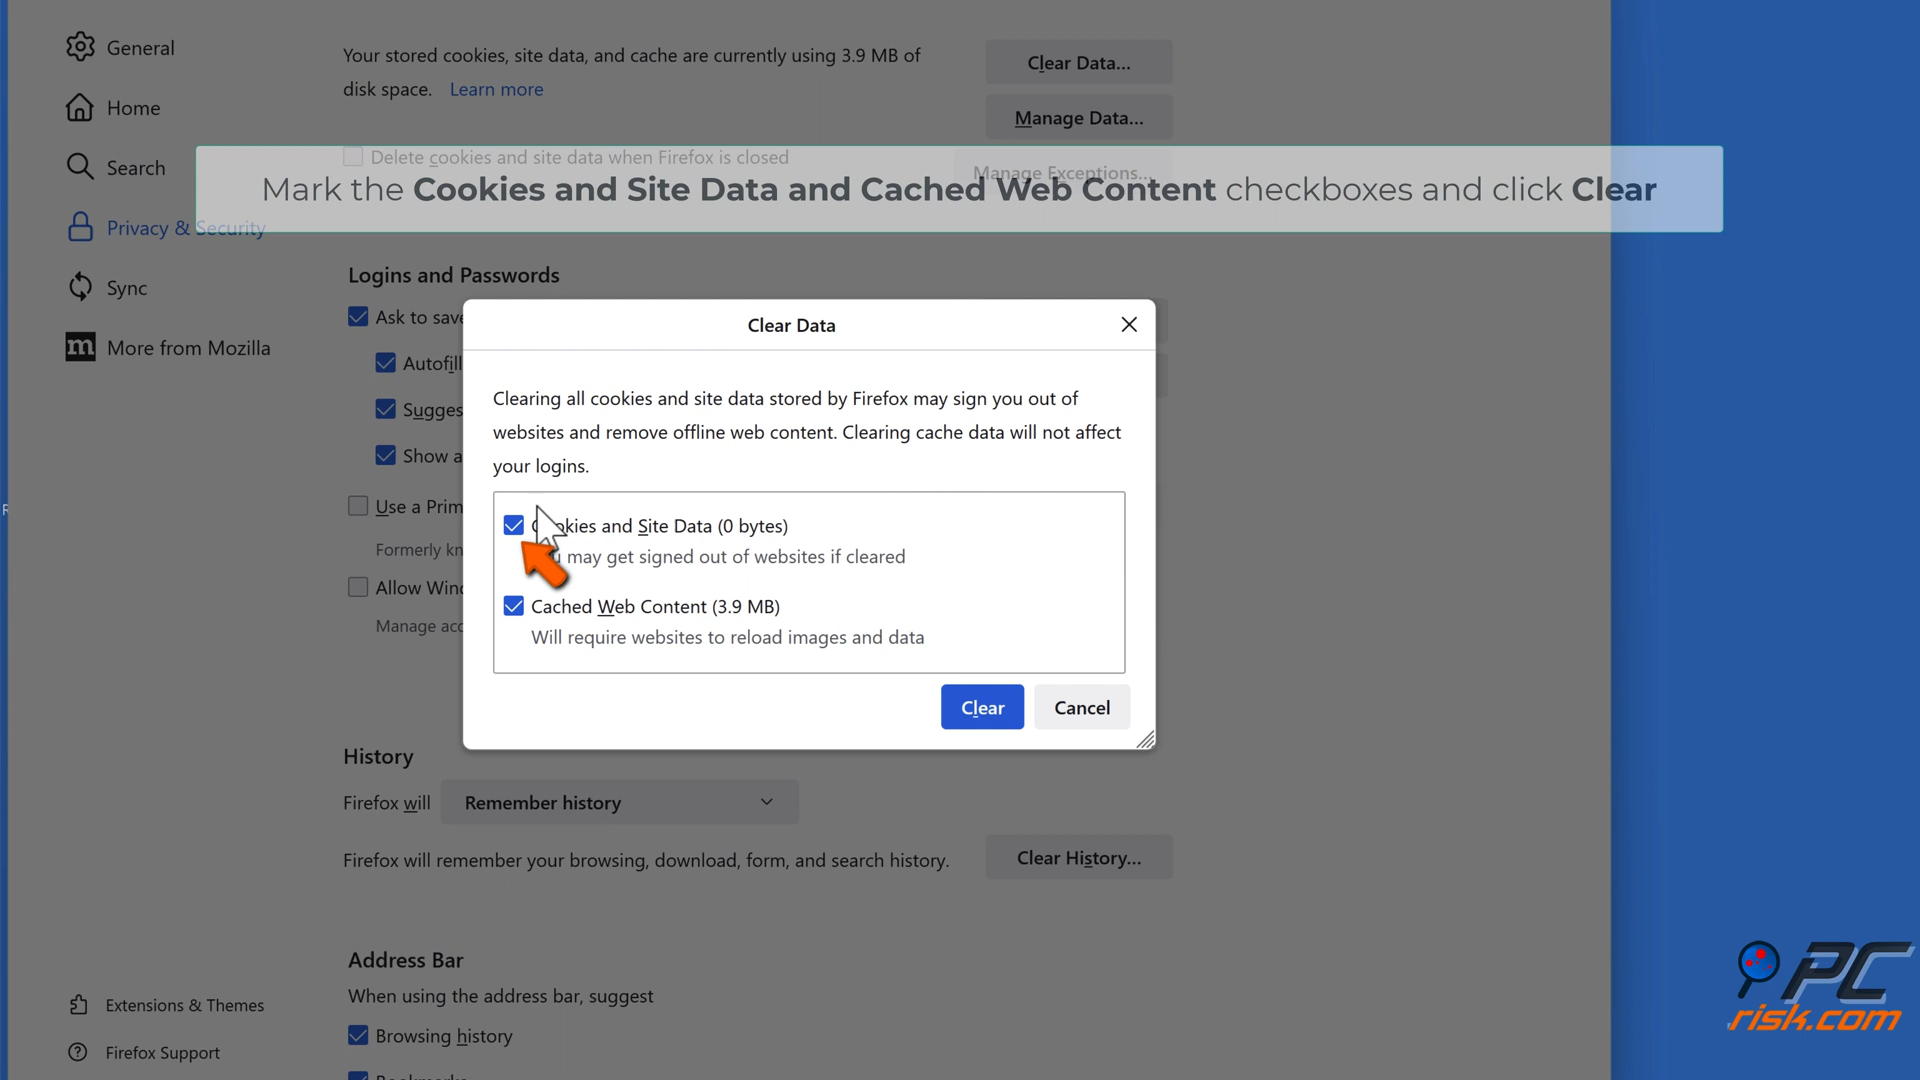 General
Home
Search
Privacy & Security
Sync
More from Mozilla
Extensions & Themes
Firefox Support
Your stored cookies, site data, and cache are currently using 3.9 MB of
disk space. Learn more
Clear Data...
Manage Data...
Delete cookies and site data when Firefox is closed
Manage Exceptions...
Mark the Cookies and Site Data and Cached Web Content checkboxes and click Clear
Logins and Passwords
Ask to save
Autofill
Sugges
Show a
Use a Prim
Formerly kn
Allow Wind
Manage acc
Clear Data
Clearing all cookies and site data stored by Firefox may sign you out of
websites and remove offline web content. Clearing cache data will not affect
your logins.
Cookies and Site Data (0 bytes)
may get signed out of websites if cleared
Cached Web Content (3.9 MB)
Will require websites to reload images and data
Clear
Cancel
History
Firefox will Remember history
Firefox will remember your browsing, download, form, and search history.
Clear History...
Address Bar
When using the address bar, suggest
Browsing history
Bookmarks
PC
risk.com